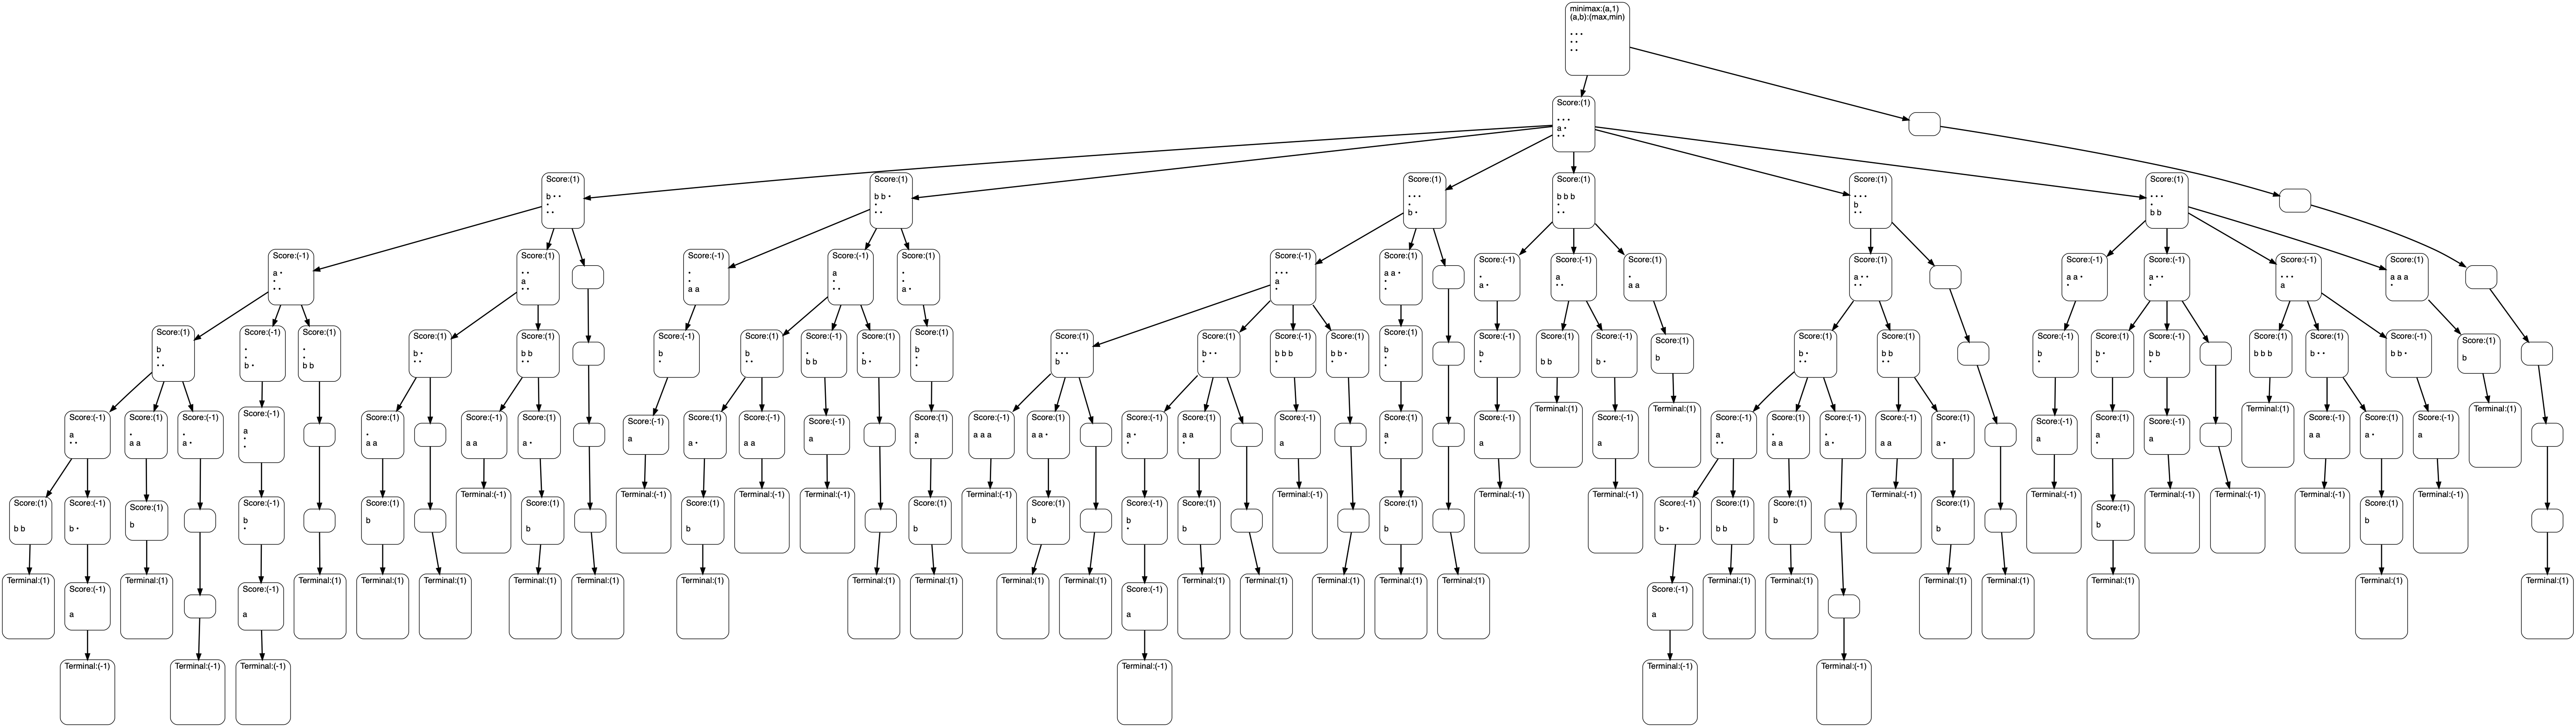 minimax:(a,1)
(a,b):(max,min)
• • •
• •
• •
Score:(1)
• • •
a •
• •
Score:(1)
b • •
•
• •
Score:(1)
b b •
•
• •
Score:(1)
• • •
•
b •
Score:(1)
b b b
•
• •
Score:(1)
• • •
b
• •
Score:(1)
• • •
•
b b
Score:(-1)
a •
•
• •
Score:(1)
• •
a
• •
Score:(-1)
•
•
a a
Score:(-1)
a
•
• •
Score:(1)
•
•
a •
Score:(-1)
• • •
a
•
Score:(1)
a a •
•
•
Score:(-1)
•
a •
Score:(-1)
a
• •
Score:(1)
•
a a
Score:(1)
a • •
• •
Score:(-1)
a a •
•
Score:(-1)
a • •
•
Score:(-1)
• • •
a
Score:(1)
a a a
•
Score:(1)
b
•
• •
Score:(-1)
•
•
b •
Score:(1)
•
•
b b
Score:(1)
b •
• •
Score:(1)
b b
• •
Score:(-1)
b
•
Score:(1)
b
• •
Score:(-1)
•
b b
Score:(1)
•
b •
Score:(1)
b
•
•
Score:(1)
• • •
b
Score:(1)
b • •
•
Score:(-1)
b b b
•
Score:(1)
b b •
•
Score:(1)
b
•
•
Score:(-1)
b
•
Score:(1)
b b
Score:(-1)
b •
Score:(1)
b
Score:(1)
b •
• •
Score:(1)
b b
• •
Score:(-1)
b
•
Score:(1)
b •
•
Score:(-1)
b b
•
Score:(1)
b b b
Score:(1)
b • •
Score:(-1)
b b •
Score:(1)
b
Score:(-1)
a
• •
Score:(1)
•
a a
Score:(-1)
•
a •
Score:(-1)
a
•
•
Score:(1)
•
a a
Score:(-1)
a a
Score:(1)
a •
Score:(-1)
a
Score:(1)
a •
Score:(-1)
a a
Score:(-1)
a
Score:(1)
a
•
Score:(-1)
a a a
Score:(1)
a a •
Score:(-1)
a •
•
Score:(1)
a a
•
Score:(-1)
a
•
Score:(1)
a
•
Score:(-1)
a
Terminal:(1)
Score:(-1)
a
Terminal:(1)
Score:(-1)
a
• •
Score:(1)
•
a a
Score:(-1)
•
a •
Score:(-1)
a a
Score:(1)
a •
Score:(-1)
a
Score:(1)
a
•
Score:(-1)
a
Terminal:(1)
Score:(-1)
a a
Score:(1)
a •
Score:(-1)
a
Terminal:(1)
Score:(1)
b b
Score:(-1)
b •
Score:(1)
b
Score:(-1)
b
•
Score:(1)
b
Terminal:(-1)
Score:(1)
b
Terminal:(-1)
Score:(1)
b
Terminal:(-1)
Terminal:(-1)
Score:(1)
b
Terminal:(-1)
Score:(1)
b
Score:(-1)
b
•
Score:(1)
b
Terminal:(-1)
Score:(1)
b
Terminal:(-1)
Terminal:(-1)
Score:(-1)
b •
Score:(1)
b b
Score:(1)
b
Terminal:(-1)
Score:(1)
b
Terminal:(-1)
Score:(1)
b
Terminal:(-1)
Terminal:(-1)
Terminal:(-1)
Score:(1)
b
Terminal:(-1)
Terminal:(1)
Score:(-1)
a
Terminal:(1)
Score:(-1)
a
Terminal:(1)
Terminal:(1)
Terminal:(1)
Terminal:(1)
Terminal:(1)
Terminal:(1)
Terminal:(1)
Terminal:(1)
Terminal:(1)
Terminal:(1)
Score:(-1)
a
Terminal:(1)
Terminal:(1)
Terminal:(1)
Terminal:(1)
Terminal:(1)
Score:(-1)
a
Terminal:(1)
Terminal:(1)
Terminal:(1)
Terminal:(1)
Terminal:(1)
Terminal:(1)
Terminal:(1)
Terminal:(-1)
Terminal:(-1)
Terminal:(-1)
Terminal:(-1)
Terminal:(-1)
Terminal:(-1)